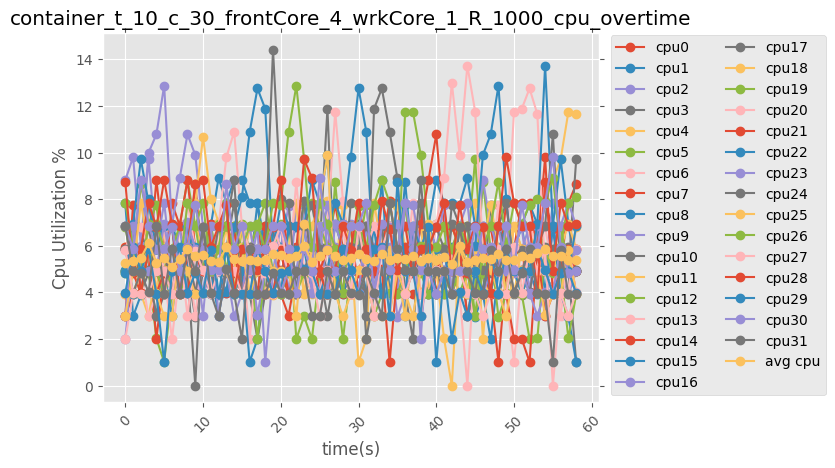 container_t_10_c_30_frontCore_4_wrkCore_1_R_1000_cpu_overtime
Cpu Utilization %
14
12
10
8
6
4
2
0
0
10
20
30
40
50
60
time(s)
cpu0
cpu1
cpu2
cpu3
cpu4
cpu5
cpu6
cpu7
cpu8
cpu9
cpu10
cpu11
cpu12
cpu13
cpu14
cpu15
cpu16
cpu17
cpu18
cpu19
cpu20
cpu21
cpu22
cpu23
cpu24
cpu25
cpu26
cpu27
cpu28
cpu29
cpu30
cpu31
avg cpu